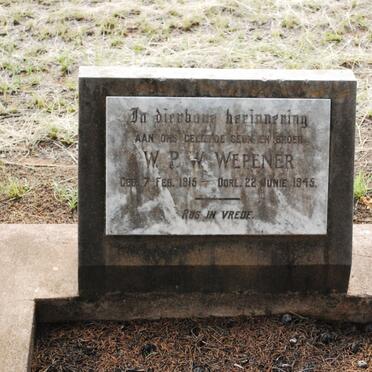 In dierbare herinnering
AAN ONS GELIEFDE SEUN EN BROER
W. P. V. WEPENER
GEB. 7 FEB. 1915 — OORL. 22 JUNIE 1945.
RUS IN VREDE.